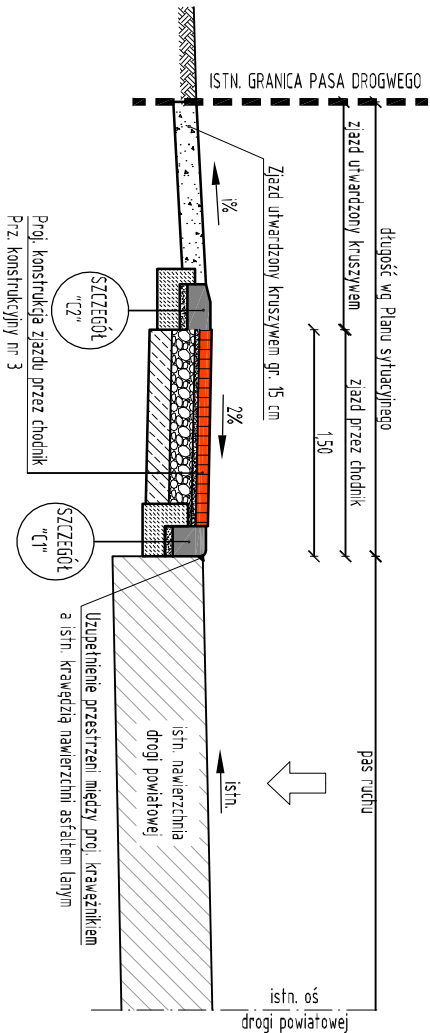 ISTN. GRANICA PASA DROGWEGO
długość wg Planu sytuacyjnego
pas ruchu
zjazd utwardzony kruszywem
zjazd przez chodnik
1,50
Zjazd utwardzony kruszywem gr. 15 cm
i%
2%
istn.
SZCZEGÓŁ
"C2"
SZCZEGÓŁ
"C1"
Proj. konstrukcja zjazdu przez chodnik
Prz. konstrukcyjny nr 3
istn. nawierzchnia
drogi powiatowej
Uzupełnienie przestrzeni między proj. krawężnikiem
a istn. krawędzią nawierzchni asfaltem lanym
istn. oś
drogi powiatowej